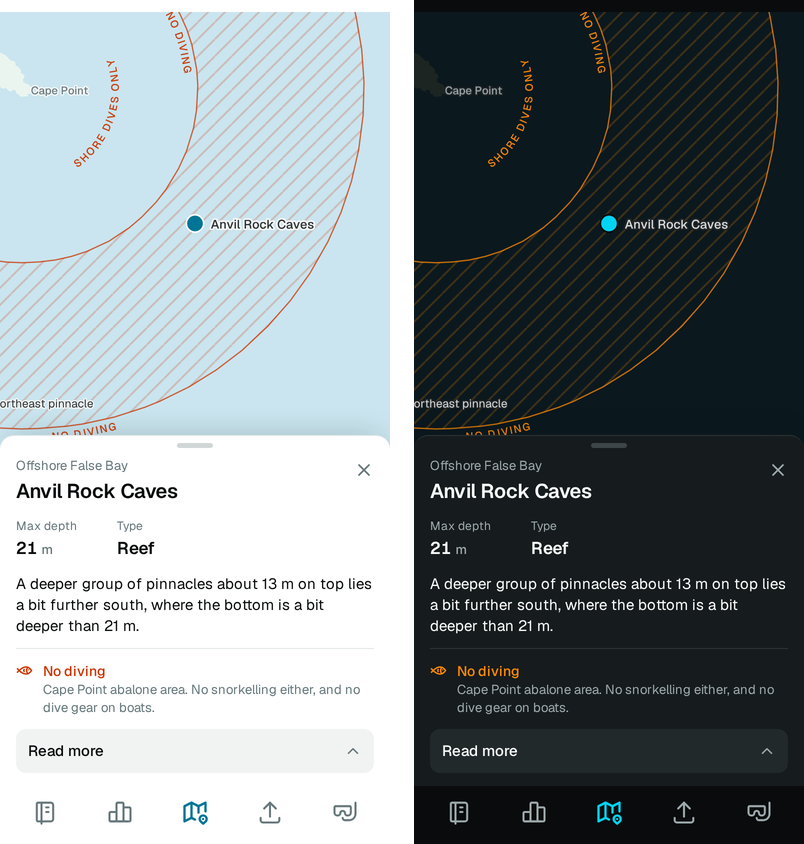 NO DIVING
SHORE DIVES ONLY
Cape Point
Anvil Rock Caves
ortheast pinnacle
NO DIVING
Offshore False Bay
Anvil Rock Caves
Max depth
Type
21 m
Reef
A deeper group of pinnacles about 13 m on top lies
a bit further south, where the bottom is a bit
deeper than 21 m.
No diving
Cape Point abalone area. No snorkelling either, and no
dive gear on boats.
Read more
NO DIVING
SHORE DIVES ONLY
Cape Point
Anvil Rock Caves
ortheast pinnacle
NO DIVING
Offshore False Bay
Anvil Rock Caves
Max depth
Type
21 m
Reef
A deeper group of pinnacles about 13 m on top lies
a bit further south, where the bottom is a bit
deeper than 21 m.
No diving
Cape Point abalone area. No snorkelling either, and no
dive gear on boats.
Read more